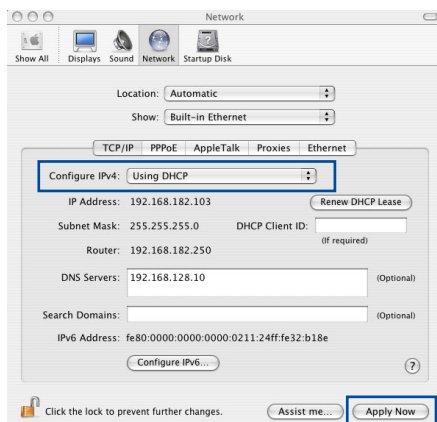 Network
Show All Displays Sound Network Startup Disk
Location: Automatic
Show: Built-in Ethernet
TCP/IP PPPoE AppleTalk Proxies Ethernet
Configure IPv4: Using DHCP
IP Address: 192.168.182.103 Renew DHCP Lease
Subnet Mask: 255.255.255.0 DHCP Client ID:
(If required)
Router: 192.168.182.250
DNS Servers: 192.168.128.10 (Optional)
Search Domains: (Optional)
IPv6 Address: fe80:0000:0000:0000:0211:24ff:fe32:b18e
Configure IPv6... ?
Click the lock to prevent further changes. Assist me... Apply Now